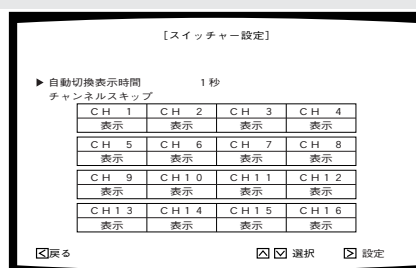 [スイッチャー設定]
▶ 自動切換表示時間 1秒
チャンネルスキップ
CH 1 CH 2 CH 3 CH 4
表示 表示 表示 表示
CH 5 CH 6 CH 7 CH 8
表示 表示 表示 表示
CH 9 CH10 CH11 CH12
表示 表示 表示 表示
CH13 CH14 CH15 CH16
表示 表示 表示 表示
戻る 選択 設定